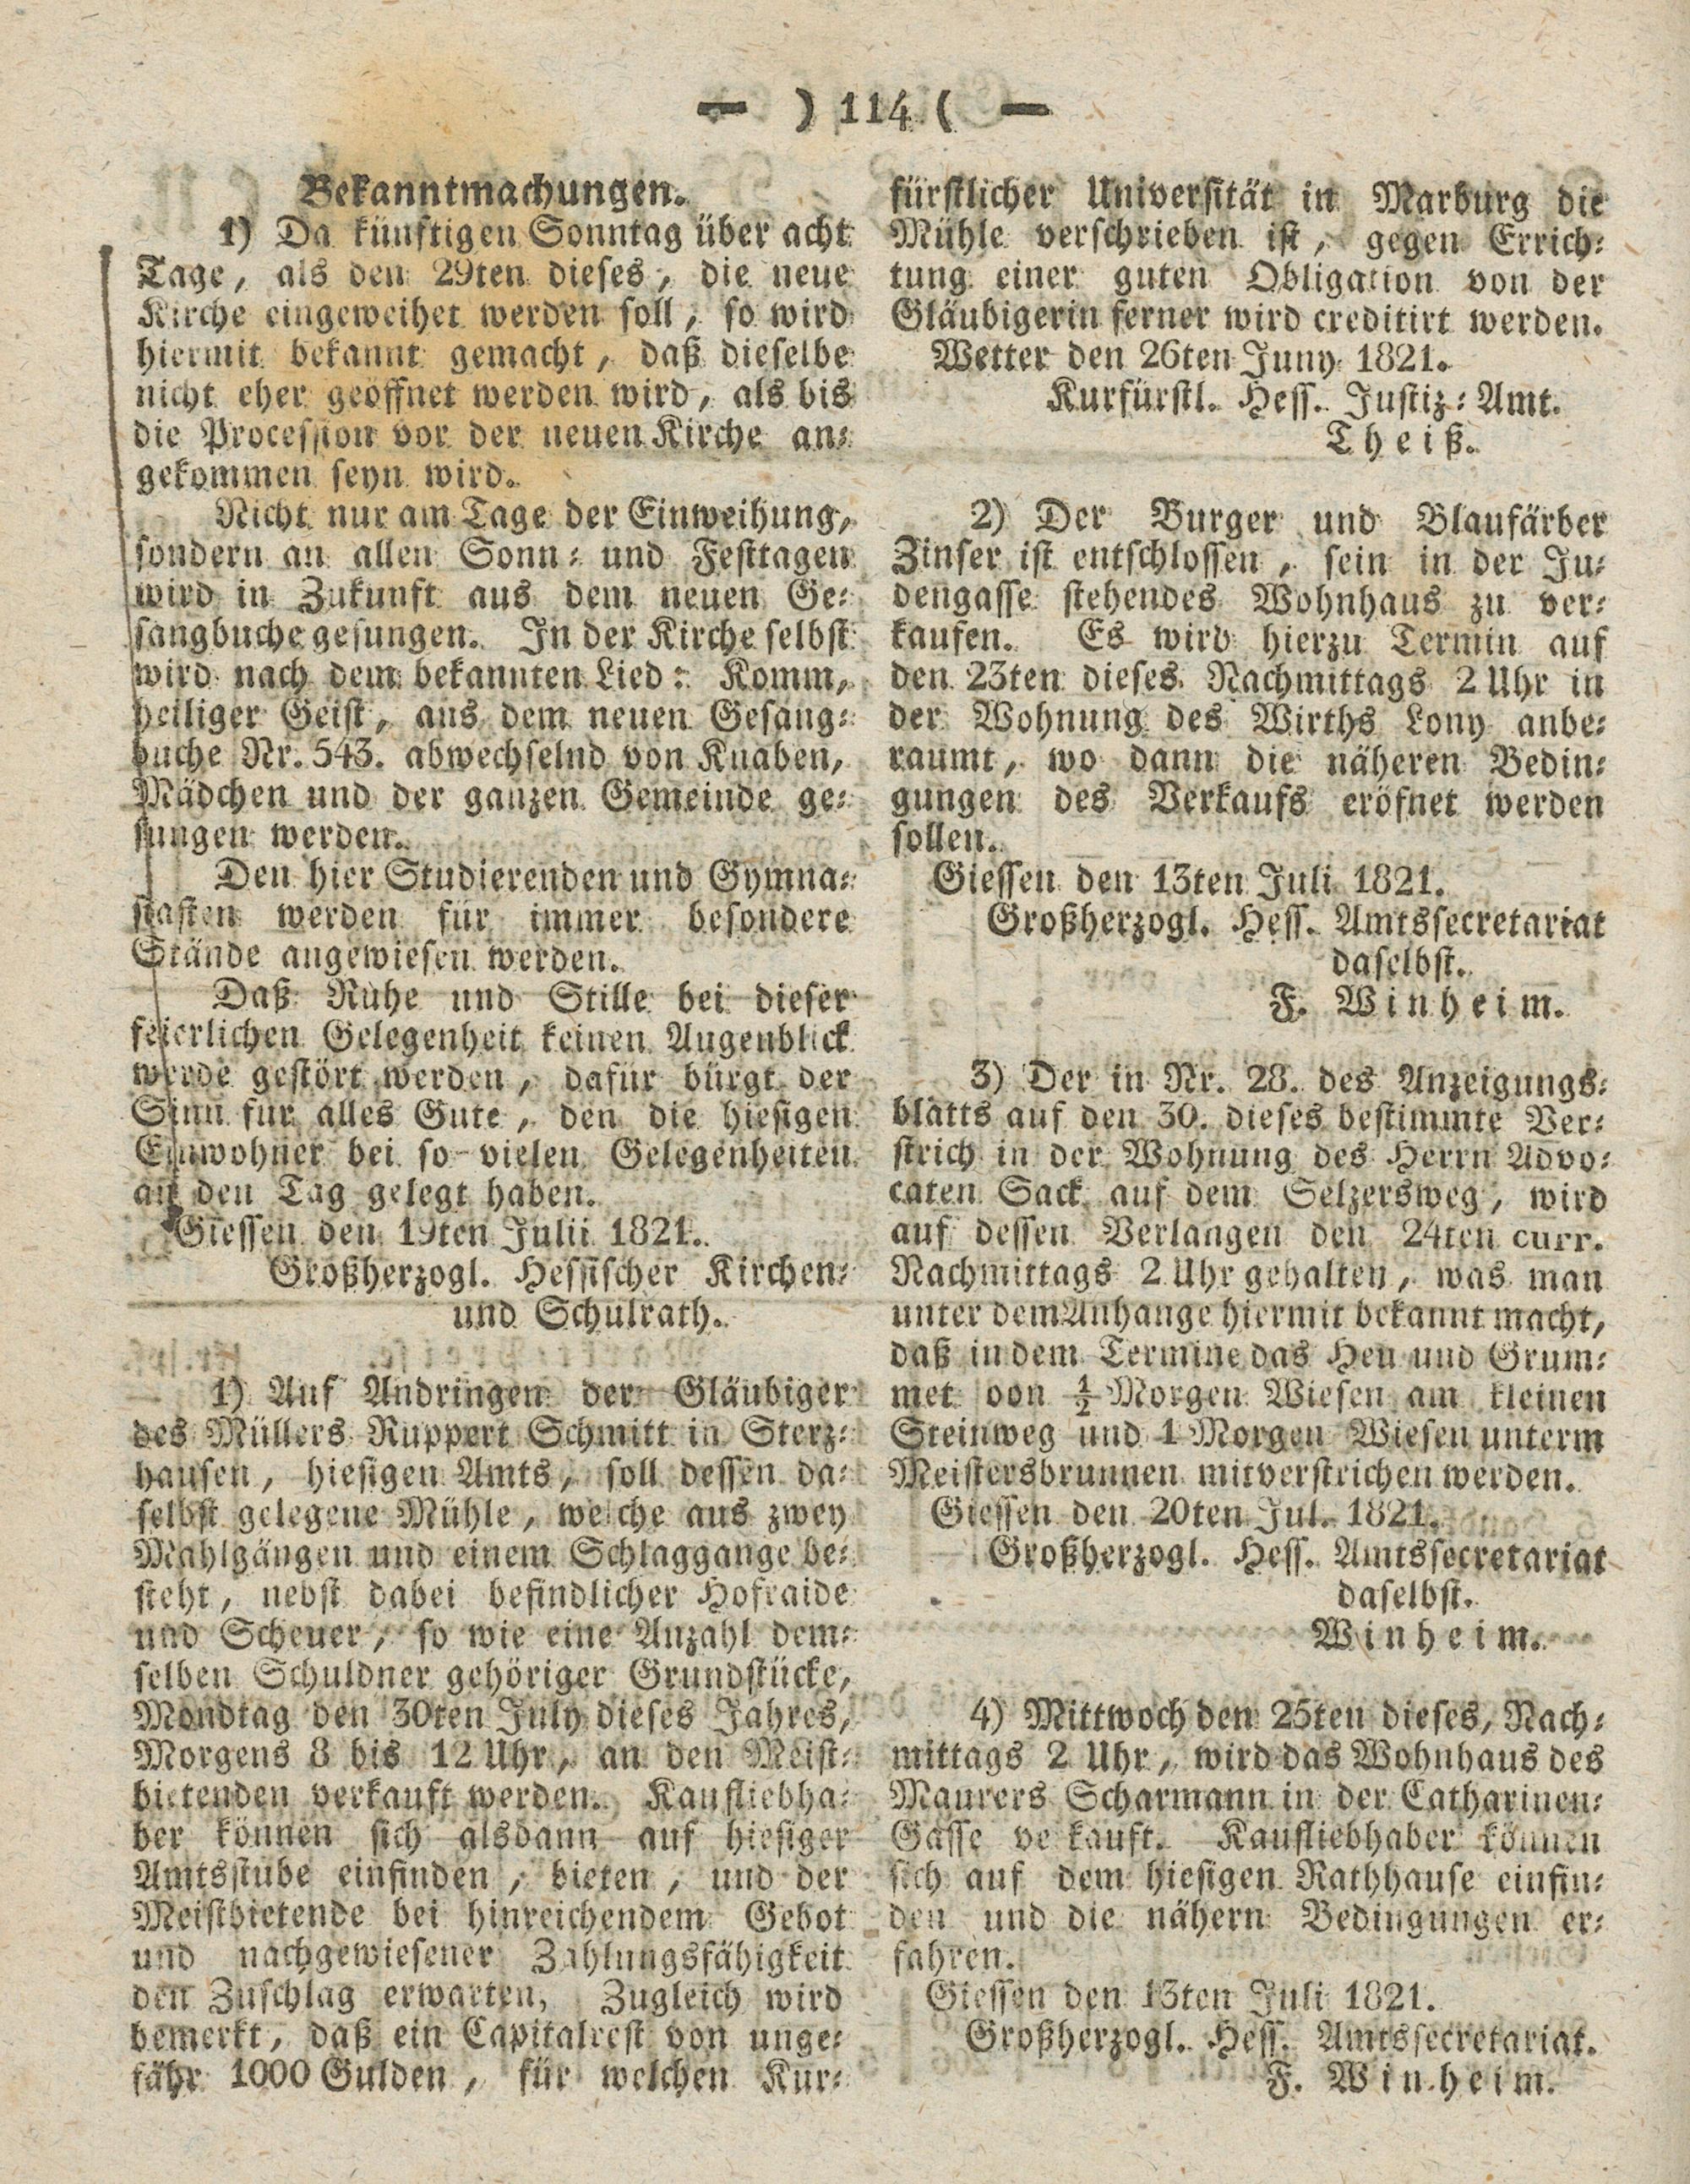 — ) 114 ( —
Bekanntmachungen.
1) Da künftigen Sonntag über acht
Tage, als den 29ten dieses, die neue
Kirche eingeweihet werden soll, so wird
hiermit bekannt gemacht, daß dieselbe
nicht eher geöffnet werden wird, als bis
die Procession vor der neuen Kirche an-
gekommen seyn wird.
Nicht nur am Tage der Einweihung,
sondern an allen Sonn- und Festtagen
wird in Zukunft aus dem neuen Ge-
sangbuche gesungen. In der Kirche selbst
wird nach dem bekannten Lied: Komm,
heiliger Geist, aus dem neuen Gesang-
buche Nr. 543. abwechselnd von Knaben,
Mädchen und der ganzen Gemeinde ge-
sungen werden.
Den hier Studierenden und Gymna-
siasten werden für immer besondere
Stände angewiesen werden.
Daß Ruhe und Stille bei dieser
feierlichen Gelegenheit keinen Augenblick
werde gestört werden, dafür bürgt der
Sinn für alles Gute, den die hiesigen
Einwohner bei so vielen Gelegenheiten
an den Tag gelegt haben.
Giessen den 19ten Julii 1821.
Großherzogl. Hessischer Kirchen-
und Schulrath.
1) Auf Andringen der Gläubiger
des Müllers Ruppert Schmitt in Sterz-
hausen, hiesigen Amts, soll dessen da-
selbst gelegene Mühle, welche aus zwey
Mahlgängen und einem Schlaggange be-
steht, nebst dabei befindlicher Hofraide
und Scheuer, so wie eine Anzahl dem-
selben Schuldner gehöriger Grundstücke,
Mondtag den 30ten July dieses Jahres,
Morgens 8 bis 12 Uhr, an den Meist-
bietenden verkauft werden. Kaufliebha-
ber können sich alsdann auf hiesiger
Amtsstube einfinden, bieten, und der
Meistbietende bei hinreichendem Gebot
und nachgewiesener Zahlungsfähigkeit
den Zuschlag erwarten, Zugleich wird
bemerkt, daß ein Capitalrest von unge-
fähr 1000 Gulden, für welchen Kur-
fürstlicher Universität in Marburg die
Mühle verschrieben ist, gegen Errich-
tung einer guten Obligation von der
Gläubigerin ferner wird creditirt werden.
Wetter den 26ten Juny 1821.
Kurfürstl. Hess. Justiz-Amt.
Theiß.
2) Der Burger und Blaufärber
Zinser ist entschlossen, sein in der Ju-
dengasse stehendes Wohnhaus zu ver-
kaufen. Es wird hierzu Termin auf
den 23ten dieses Nachmittags 2 Uhr in
der Wohnung des Wirths Lony anbe-
raumt, wo dann die näheren Bedin-
gungen des Verkaufs eröfnet werden
sollen.
Giessen den 13ten Juli 1821.
Großherzogl. Hess. Amtssecretariat
daselbst.
F. Winheim.
3) Der in Nr. 28. des Anzeigungs-
blatts auf den 30. dieses bestimmte Ver-
strich in der Wohnung des Herrn Advo-
caten Sack auf dem Selzersweg, wird
auf dessen Verlangen den 24ten curr.
Nachmittags 2 Uhr gehalten, was man
unter dem Anhange hiermit bekannt macht,
daß in dem Termine das Heu und Grum-
met von ½ Morgen Wiesen am kleinen
Steinweg und 1 Morgen Wiesen unterm
Meistersbrunnen mitverstrichen werden.
Giessen den 20ten Jul. 1821.
Großherzogl. Hess. Amtssecretariat
daselbst.
Winheim.
4) Mittwoch den 25ten dieses, Nach-
mittags 2 Uhr, wird das Wohnhaus des
Maurers Scharmann in der Catharinen-
Gasse ve kauft. Kaufliebhaber können
sich auf dem hiesigen Rathhause einfin-
den und die nähern Bedingungen er-
fahren.
Giessen den 13ten Juli 1821.
Großherzogl. Hess. Amtssecretariat.
F. Winheim.